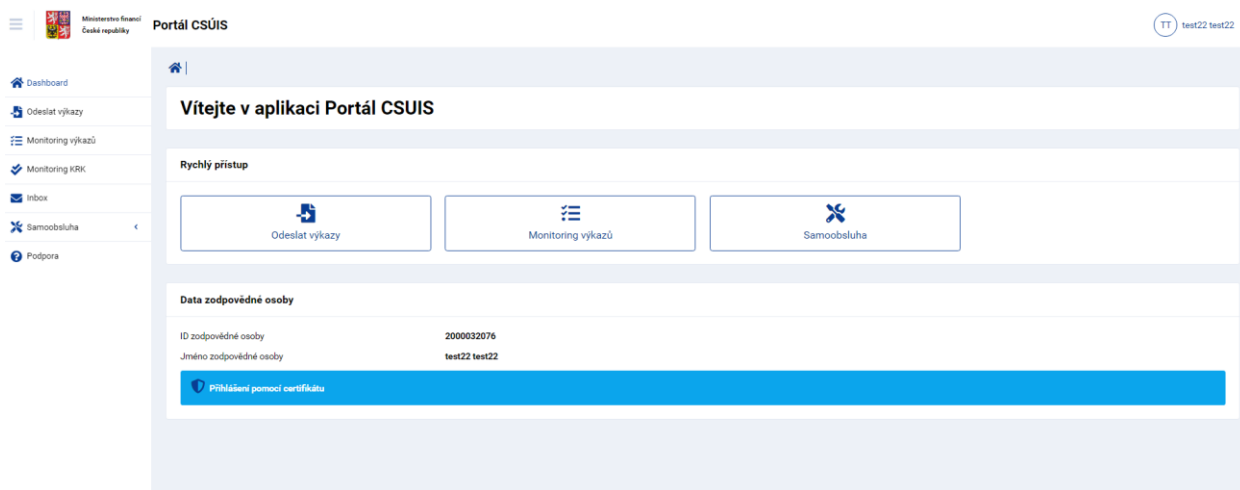 Ministerstvo financí
České republiky
Portál CSÚIS
TT test22 test22
Dashboard
Odeslat výkazy
Monitoring výkazů
Monitoring KRK
Inbox
Samoobsluha
Podpora
Vítejte v aplikaci Portál CSUIS
Rychlý přístup
Odeslat výkazy
Monitoring výkazů
Samoobsluha
Data zodpovědné osoby
ID zodpovědné osoby 2000032076
Jméno zodpovědné osoby test22 test22
Přihlášení pomocí certifikátu